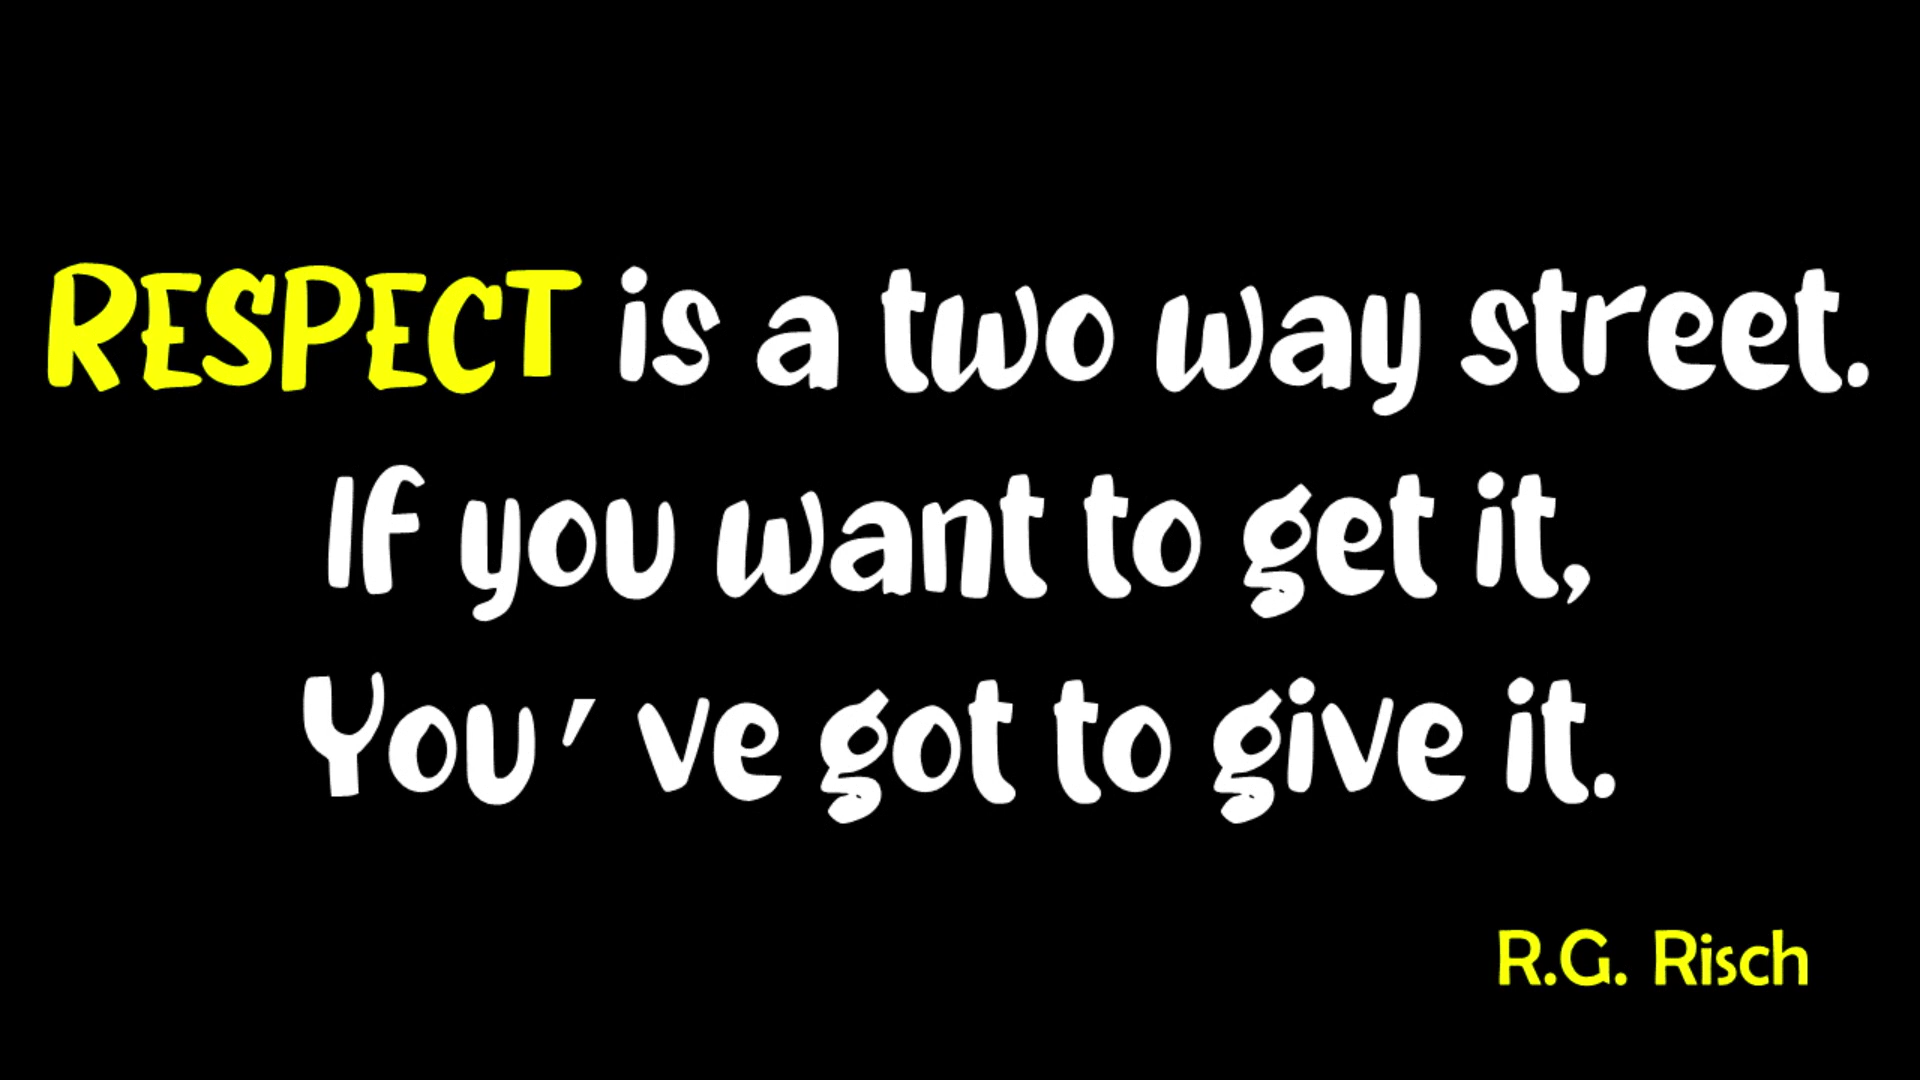 RESPECT is a two way street.
If you want to get it,
You've got to give it.
R.G. Risch